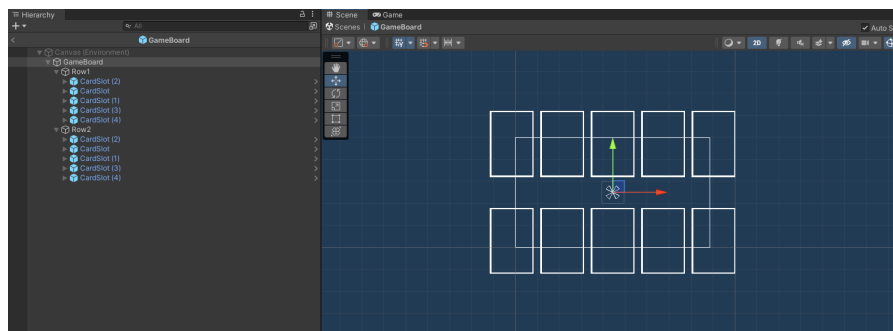 Hierarchy
All
GameBoard
Canvas (Environment)
GameBoard
Row1
CardSlot (2)
CardSlot
CardSlot (1)
CardSlot (3)
CardSlot (4)
Row2
CardSlot (2)
CardSlot
CardSlot (1)
CardSlot (3)
CardSlot (4)
Scene Game
Scenes | GameBoard Auto S
2D